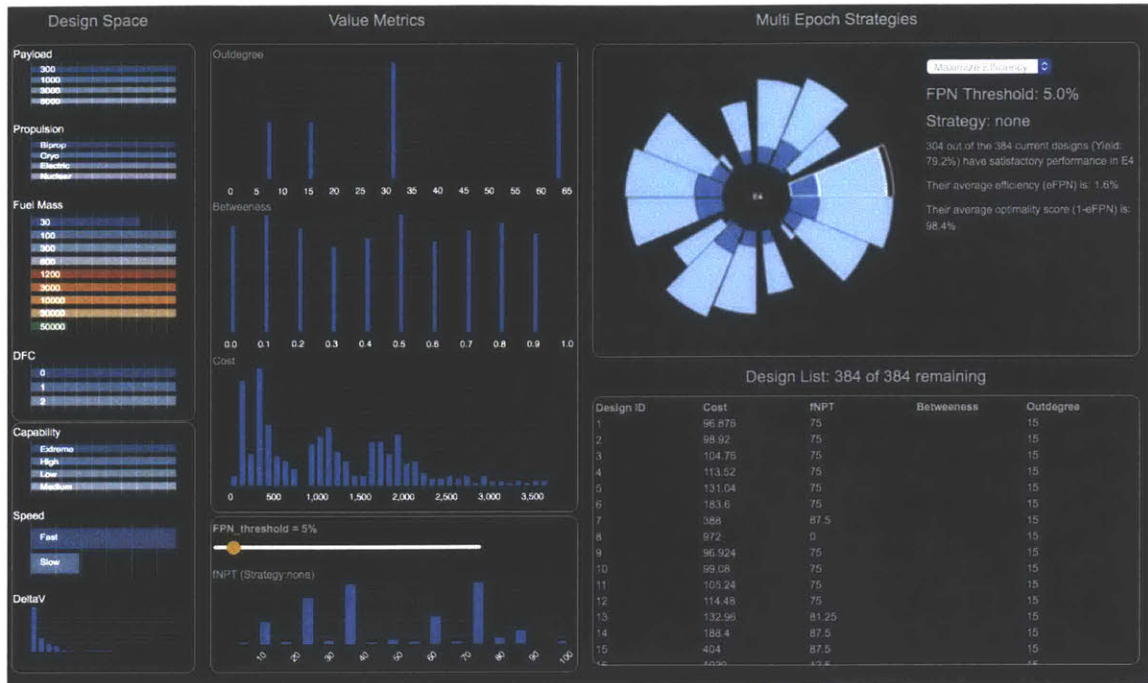 Design Space
Value Metrics
Multi Epoch Strategies
Payload
300
1000
3000
8000
Propulsion
Biprop
Cryo
Electric
Nuclear
Fuel Mass
30
100
300
600
1200
3000
10000
30000
50000
DFC
0
1
2
Capability
Extreme
High
Low
Medium
Speed
Fast
Slow
DeltaV
Outdegree
0 5 10 15 20 25 30 35 40 45 50 55 60 65
Betweeness
0.0 0.1 0.2 0.3 0.4 0.5 0.6 0.7 0.8 0.9 1.0
Cost
0 500 1,000 1,500 2,000 2,500 3,000 3,500
FPN_threshold = 5%
fNPT (Strategy:none)
10 20 30 40 50 60 70 80 90 100
E4
Maximize Efficiency
FPN Threshold: 5.0%
Strategy: none
304 out of the 384 current designs (Yield:
79.2%) have satisfactory performance in E4
Their average efficiency (eFPN) is: 1.6%
Their average optimality score (1-eFPN) is:
98.4%
Design List: 384 of 384 remaining
Design ID Cost fNPT Betweeness Outdegree
1 96.876 75 15
2 98.92 75 15
3 104.76 75 15
4 113.52 75 15
5 131.04 75 15
6 183.6 75 15
7 388 87.5 15
8 972 0 15
9 96.924 75 15
10 99.08 75 15
11 105.24 75 15
12 114.48 75 15
13 132.96 81.25 15
14 188.4 87.5 15
15 404 87.5 15
16 12.5 15